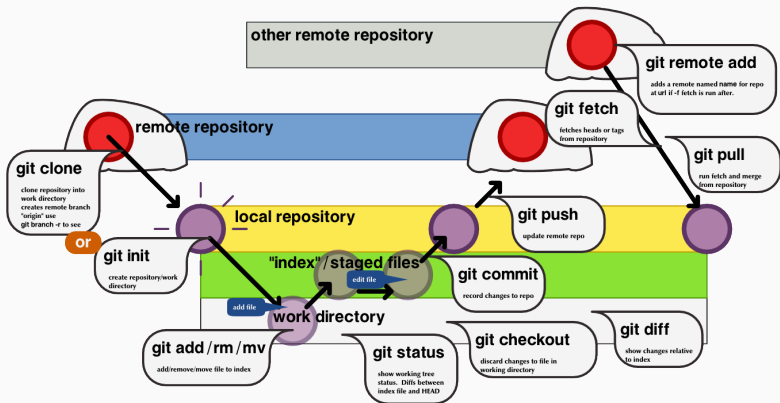 other remote repository
git remote add
adds a remote named name for repo
at url if -f fetch is run after.
remote repository
git fetch
fetches heads or tags
from repository
git clone
clone repository into
work directory
creates remote branch
"origin" use
git branch -r to see
git pull
run fetch and merge
from repository
or
local repository
git push
update remote repo
git init
create repository/work
directory
"index"/staged files
edit file
git commit
record changes to repo
add file
work directory
git add/rm/mv
add/remove/move file to index
git status
show working tree
status. Diffs between
index file and HEAD
git checkout
discard changes to file in
working directory
git diff
show changes relative
to index